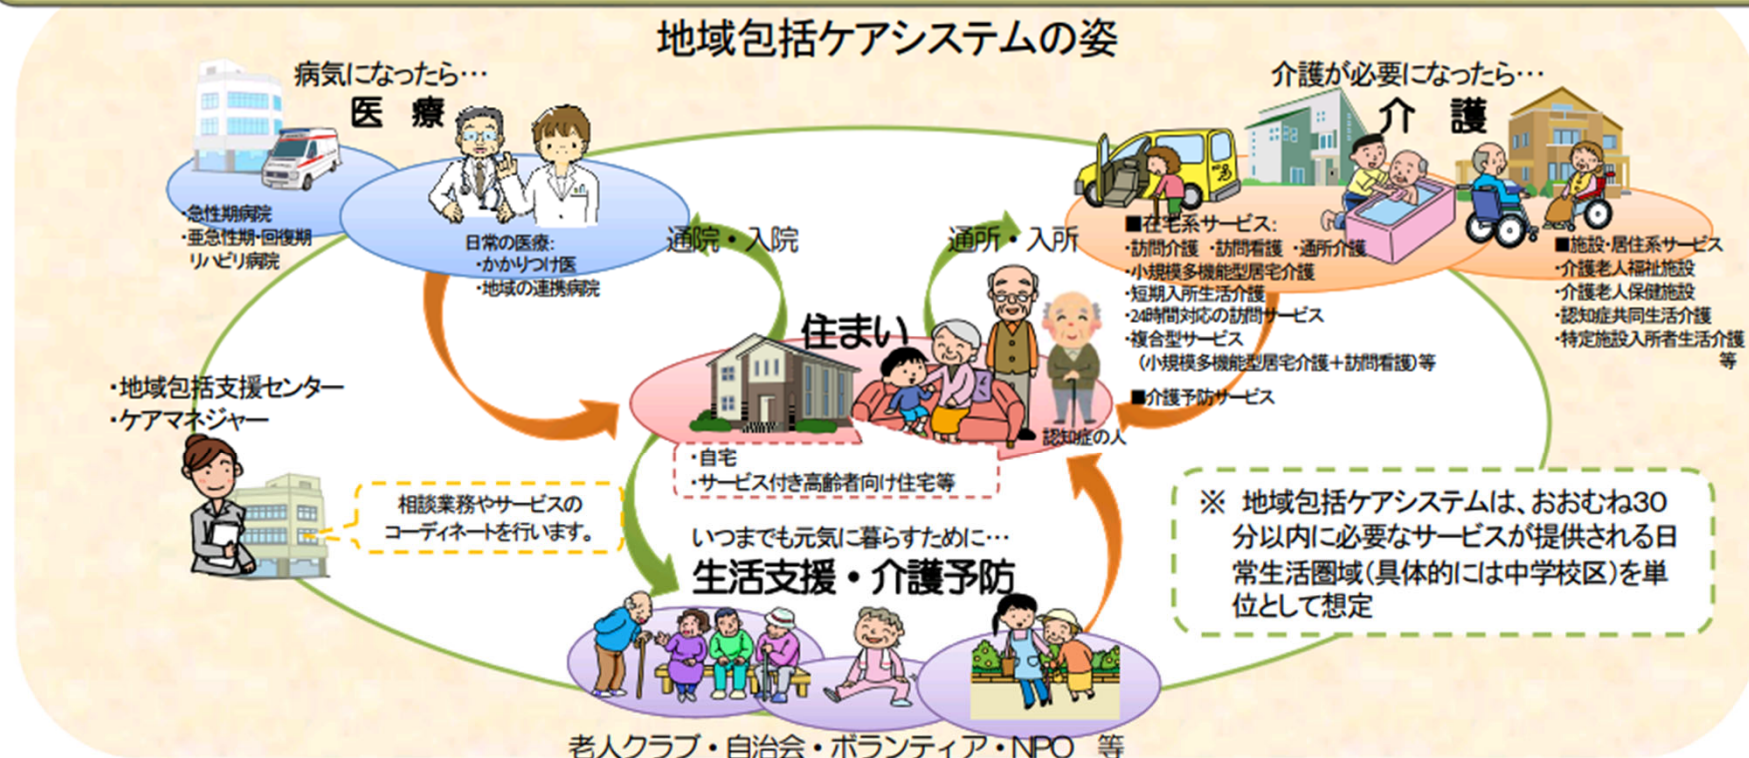 地域包括ケアシステムの姿
病気になったら…
医 療
・急性期病院
・亜急性期・回復期
リハビリ病院
日常の医療:
・かかりつけ医
・地域の連携病院
通院・入院
通所・入所
介護が必要になったら…
介 護
■在宅系サービス:
・訪問介護 ・訪問看護 ・通所介護
・小規模多機能型居宅介護
・短期入所生活介護
・24時間対応の訪問サービス
・複合型サービス
(小規模多機能型居宅介護+訪問看護)等
■介護予防サービス
■施設・居住系サービス
・介護老人福祉施設
・介護老人保健施設
・認知症共同生活介護
・特定施設入所者生活介護
等
住まい
認知症の人
・自宅
・サービス付き高齢者向け住宅等
・地域包括支援センター
・ケアマネジャー
相談業務やサービスの
コーディネートを行います。
いつまでも元気に暮らすために…
生活支援・介護予防
老人クラブ・自治会・ボランティア・NPO 等
※ 地域包括ケアシステムは、おおむね30
分以内に必要なサービスが提供される日
常生活圏域(具体的には中学校区)を単
位として想定